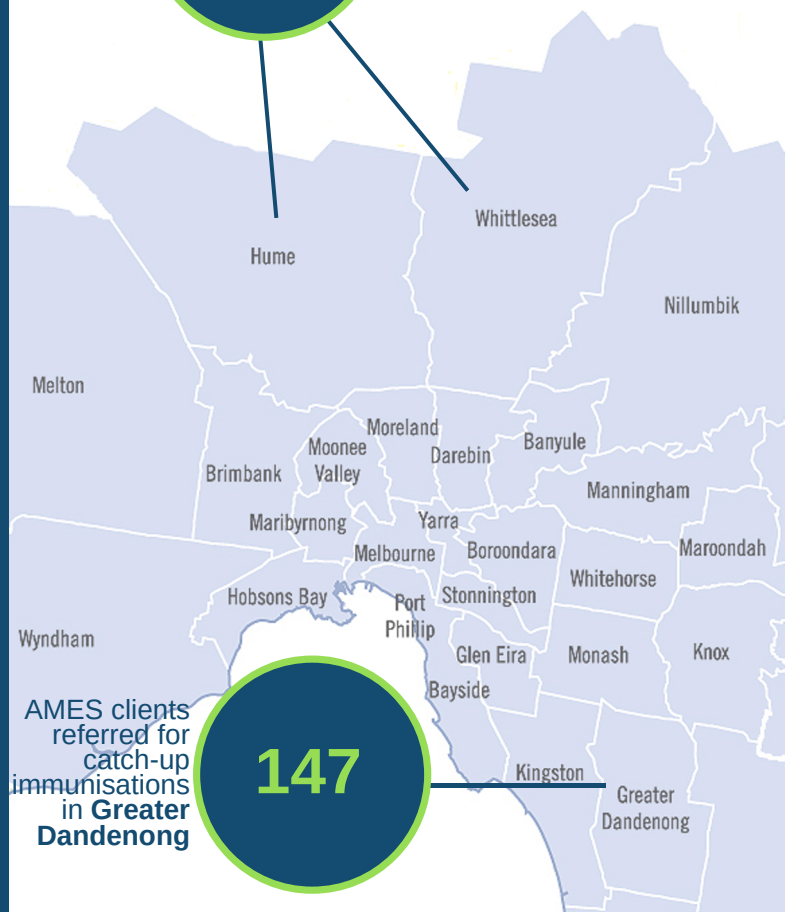 Whittlesea
Hume
Nillumbik
Melton
Moreland
Moonee
Valley
Darebin
Banyule
Brimbank
Manningham
Maribyrnong
Yarra
Melbourne
Boroondara
Maroondah
Whitehorse
Hobsons Bay
Port
Phillip
Stonnington
Wyndham
Glen Eira
Monash
Knox
Bayside
AMES clients
referred for
catch-up
immunisations
in Greater
Dandenong
147
Kingston
Greater
Dandenong